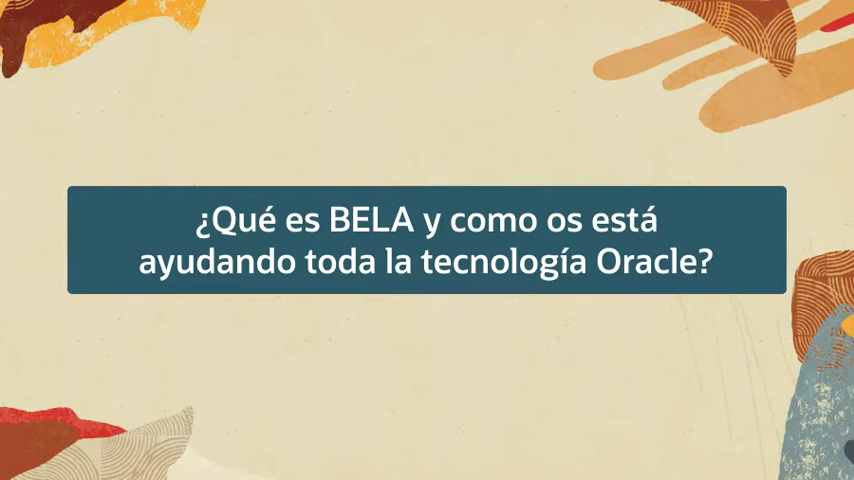 ¿Qué es BELA y como os está
ayudando toda la tecnología Oracle?